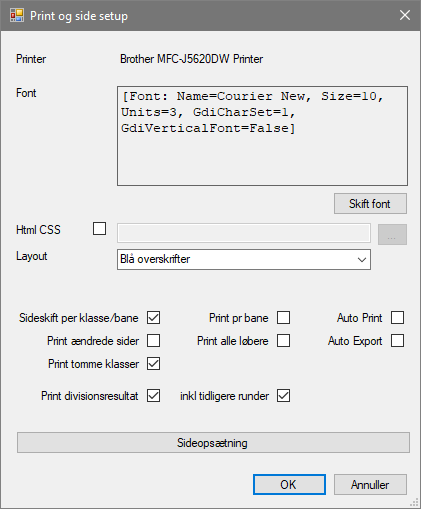 Print og side setup
Printer Brother MFC-J5620DW Printer
Font [Font: Name=Courier New, Size=10,
Units=3, GdiCharSet=1,
GdiVerticalFont=False]
Skift font
Html CSS ...
Layout Blå overskrifter
Sideskift per klasse/bane Print pr bane Auto Print
Print ændrede sider Print alle løbere Auto Export
Print tomme klasser
Print divisionsresultat inkl tidligere runder
Sideopsætning
OK Annuller